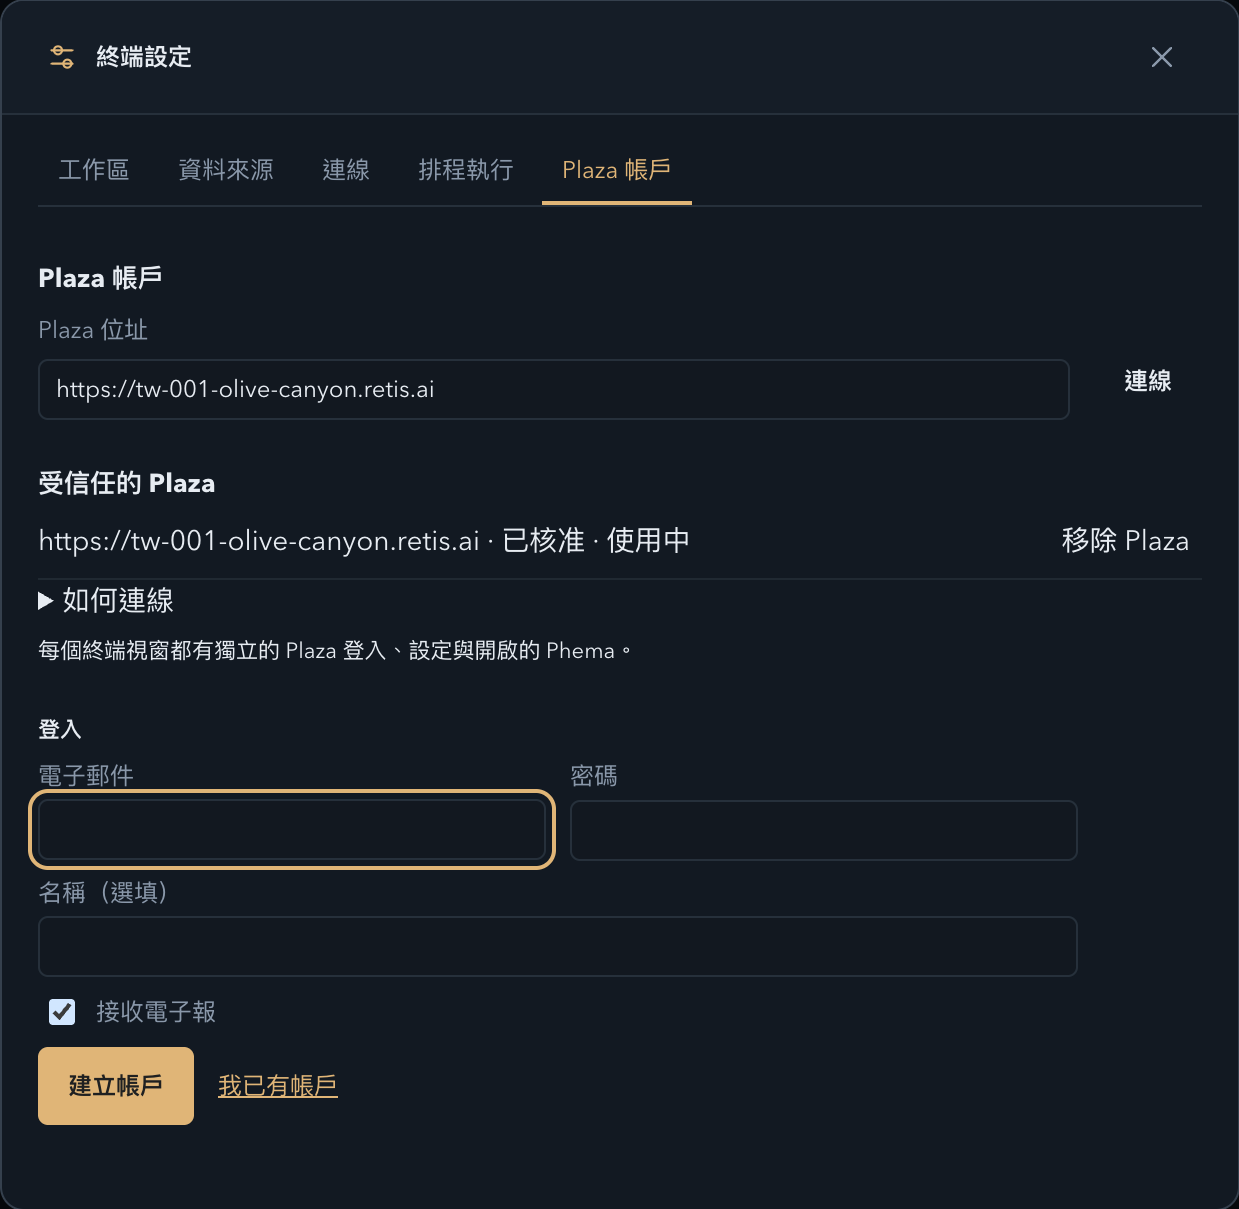 終端設定
工作區 資料來源 連線 排程執行 Plaza 帳戶
Plaza 帳戶
Plaza 位址
https://tw-001-olive-canyon.retis.ai 連線
受信任的 Plaza
https://tw-001-olive-canyon.retis.ai · 已核准 · 使用中 移除 Plaza
▶ 如何連線
每個終端視窗都有獨立的 Plaza 登入、設定與開啟的 Phema。
登入
電子郵件 密碼
名稱（選填）
接收電子報
建立帳戶 我已有帳戶